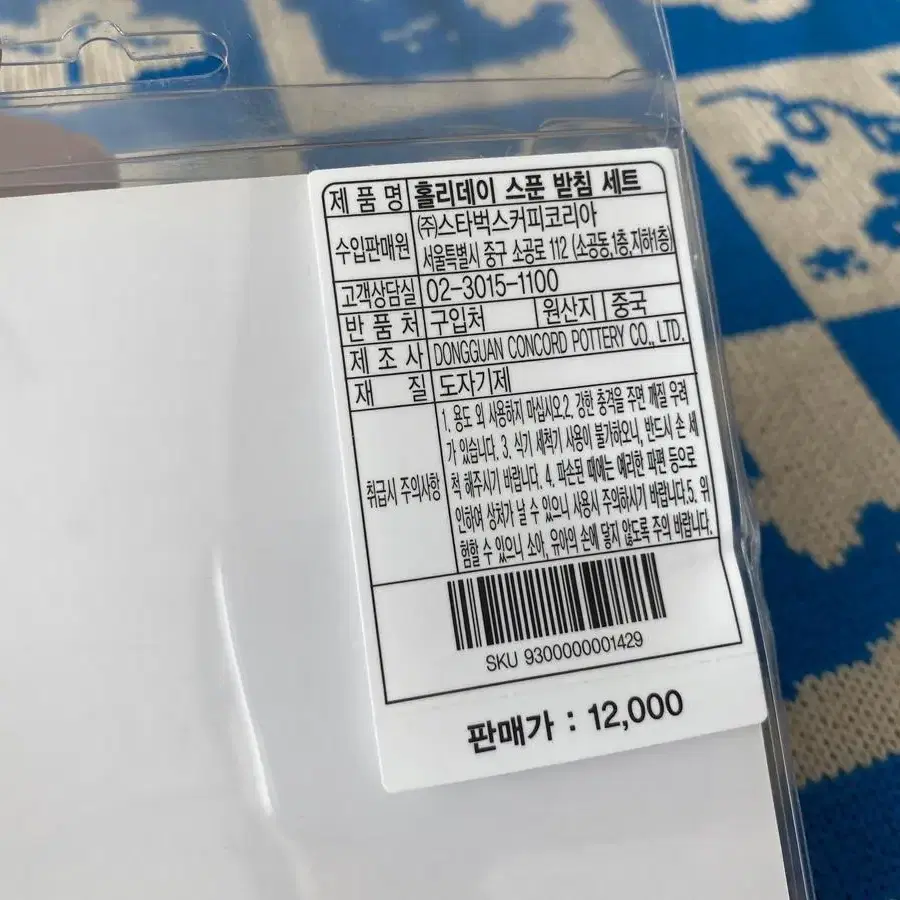 제 품 명 홀리데이 스푼 받침 세트
수입판매원 ㈜스타벅스커피코리아
서울특별시 중구 소공로 112 (소공동,1층,지하1층)
고객상담실 02-3015-1100
반 품 처 구입처 원산지 중국
제 조 사 DONGGUAN CONCORD POTTERY CO., LTD.
재 질 도자기제
취급시 주의사항
1. 용도 외 사용하지 마십시오.2. 강한 충격을 주면 깨질 우려
가 있습니다. 3. 식기 세척기 사용이 불가하오니, 반드시 손 세
척 해주시기 바랍니다. 4. 파손된 때에는 예리한 파편 등으로
인하여 상처가 날 수 있으니 사용시 주의하시기 바랍니다.5. 위
험할 수 있으니 소아, 유아의 손에 닿지 않도록 주의 바랍니다.
SKU 9300000001429
판매가 : 12,000